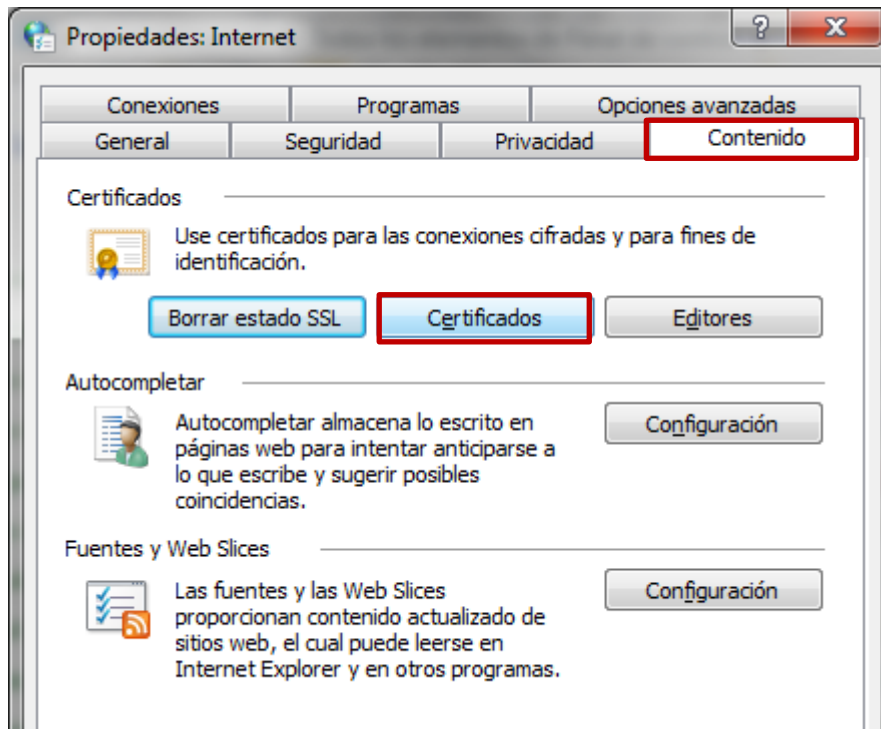 Propiedades: Internet
Conexiones Programas Opciones avanzadas
General Seguridad Privacidad Contenido
Certificados
Use certificados para las conexiones cifradas y para fines de
identificación.
Borrar estado SSL Certificados Editores
Autocompletar
Autocompletar almacena lo escrito en
páginas web para intentar anticiparse a
lo que escribe y sugerir posibles
coincidencias.
Configuración
Fuentes y Web Slices
Las fuentes y las Web Slices
proporcionan contenido actualizado de
sitios web, el cual puede leerse en
Internet Explorer y en otros programas.
Configuración